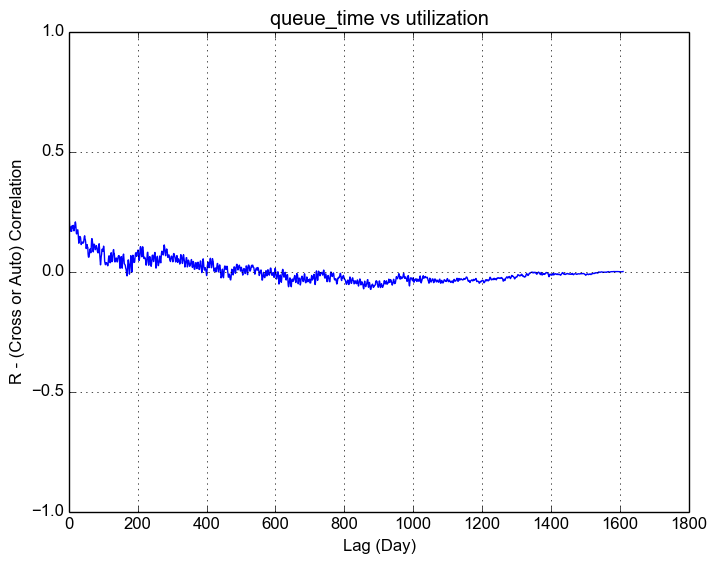 queue_time vs utilization
1.0
0.5
0.0
−0.5
−1.0
R - (Cross or Auto) Correlation
0 200 400 600 800 1000 1200 1400 1600 1800
Lag (Day)